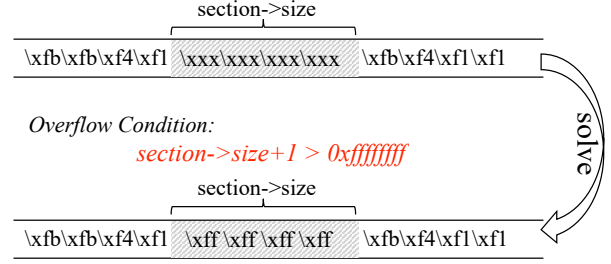 section->size
\xfb\xfb\xf4\xf1 \xxx\xxx\xxx\xxx \xfb\xf4\xf1\xf1
Overflow Condition:
section->size+1 > 0xffffffff
solve
section->size
\xfb\xfb\xf4\xf1 \xff \xff \xff \xff \xfb\xf4\xf1\xf1